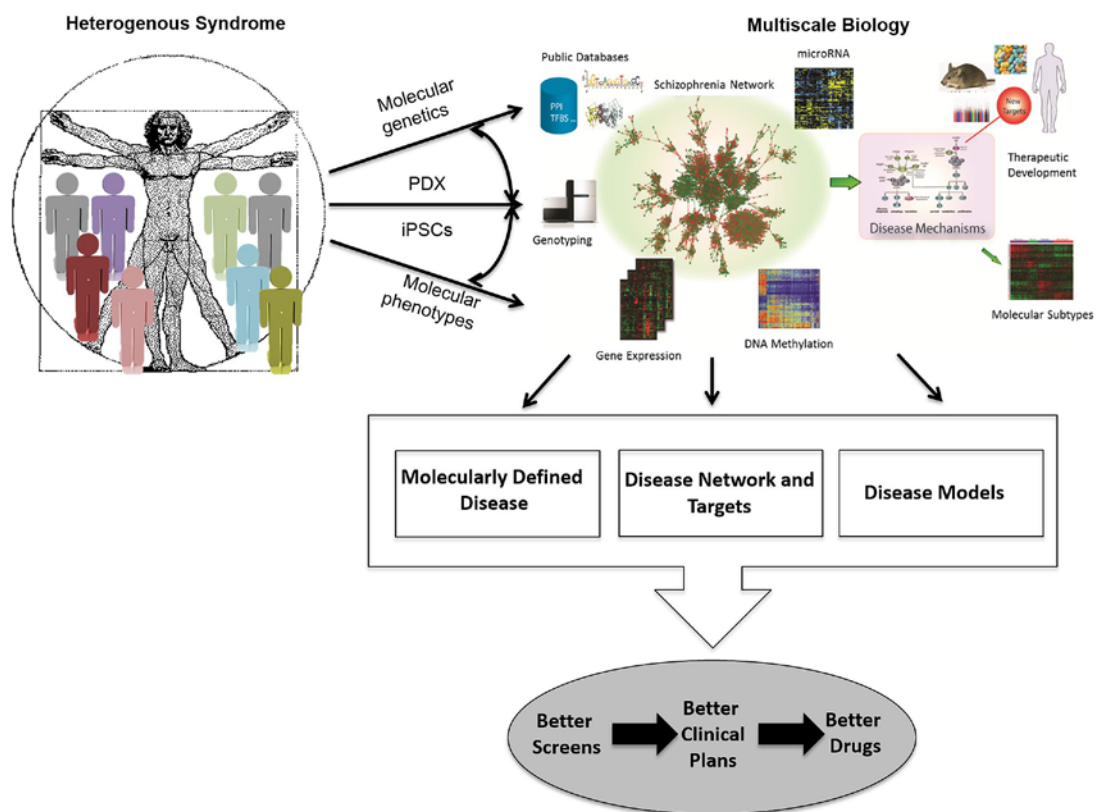 Heterogenous Syndrome
Multiscale Biology
Molecular
genetics
PDX
iPSCs
Molecular
phenotypes
Public Databases
PPI
TFBS ...
Schizophrenia Network
microRNA
Genotyping
Gene Expression
DNA Methylation
New
Targets
Therapeutic
Development
Disease Mechanisms
Molecular Subtypes
Molecularly Defined
Disease
Disease Network and
Targets
Disease Models
Better
Screens
Better
Clinical
Plans
Better
Drugs